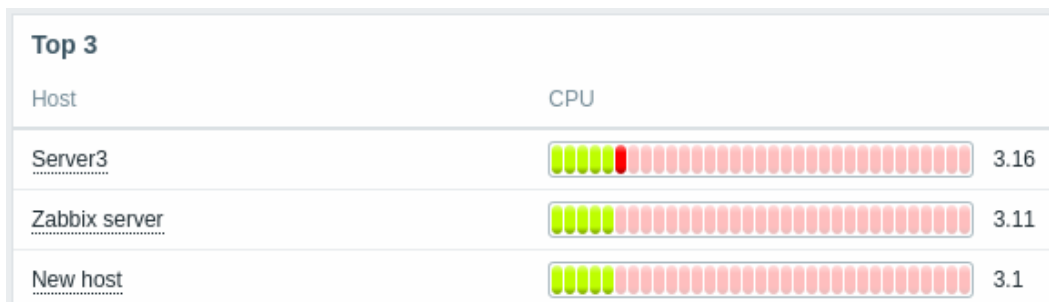 Top 3
Host CPU
Server3 3.16
Zabbix server 3.11
New host 3.1